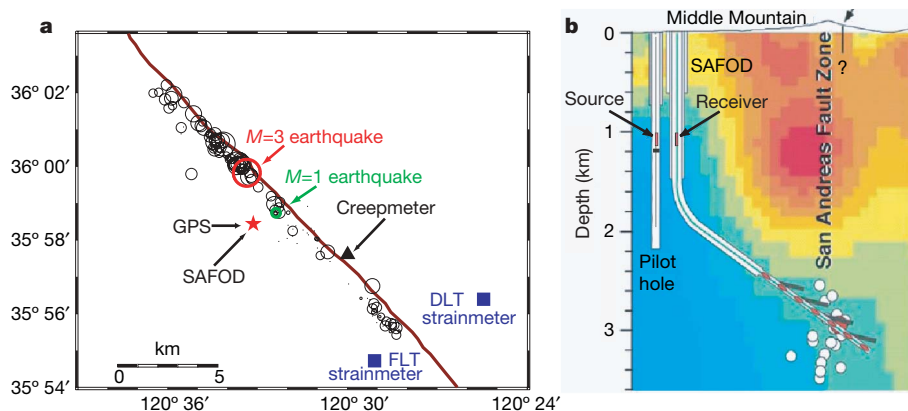 a
36° 02'
36° 00'
35° 58'
35° 56'
35° 54'
M=3 earthquake
M=1 earthquake
Creepmeter
GPS
SAFOD
DLT
strainmeter
FLT
strainmeter
km
0 5
120° 36'
120° 30'
120° 24'
b
Middle Mountain
SAFOD
?
Source
Receiver
San Andreas Fault Zone
Pilot
hole
Depth (km)
0
1
2
3